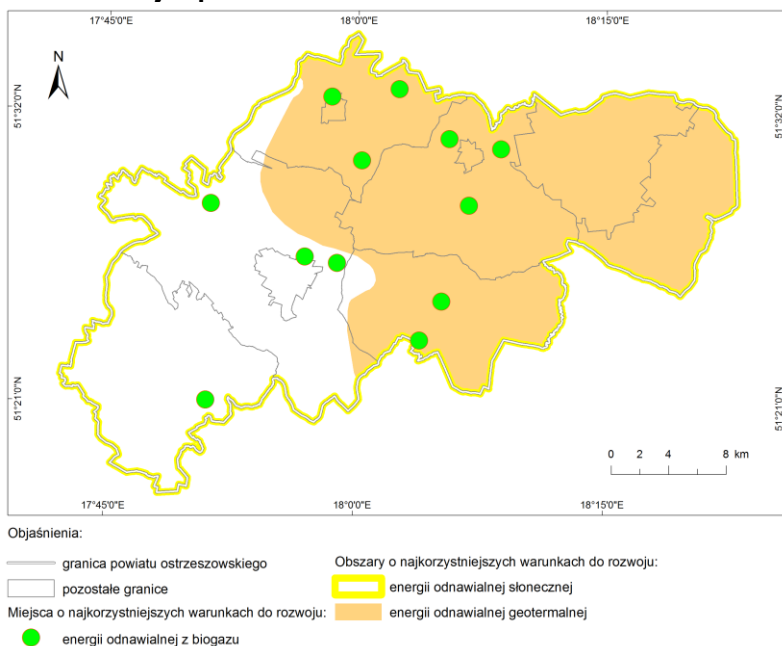 17°45'0"E 18°0'0"E 18°15'0"E
N
51°32'0"N 51°32'0"N
51°21'0"N 51°21'0"N
0 2 4 8 km
17°45'0"E 18°0'0"E 18°15'0"E
Objaśnienia:
granica powiatu ostrzeszowskiego
pozostałe granice
Miejsca o najkorzystniejszych warunkach do rozwoju:
energii odnawialnej z biogazu
Obszary o najkorzystniejszych warunkach do rozwoju:
energii odnawialnej słonecznej
energii odnawialnej geotermalnej